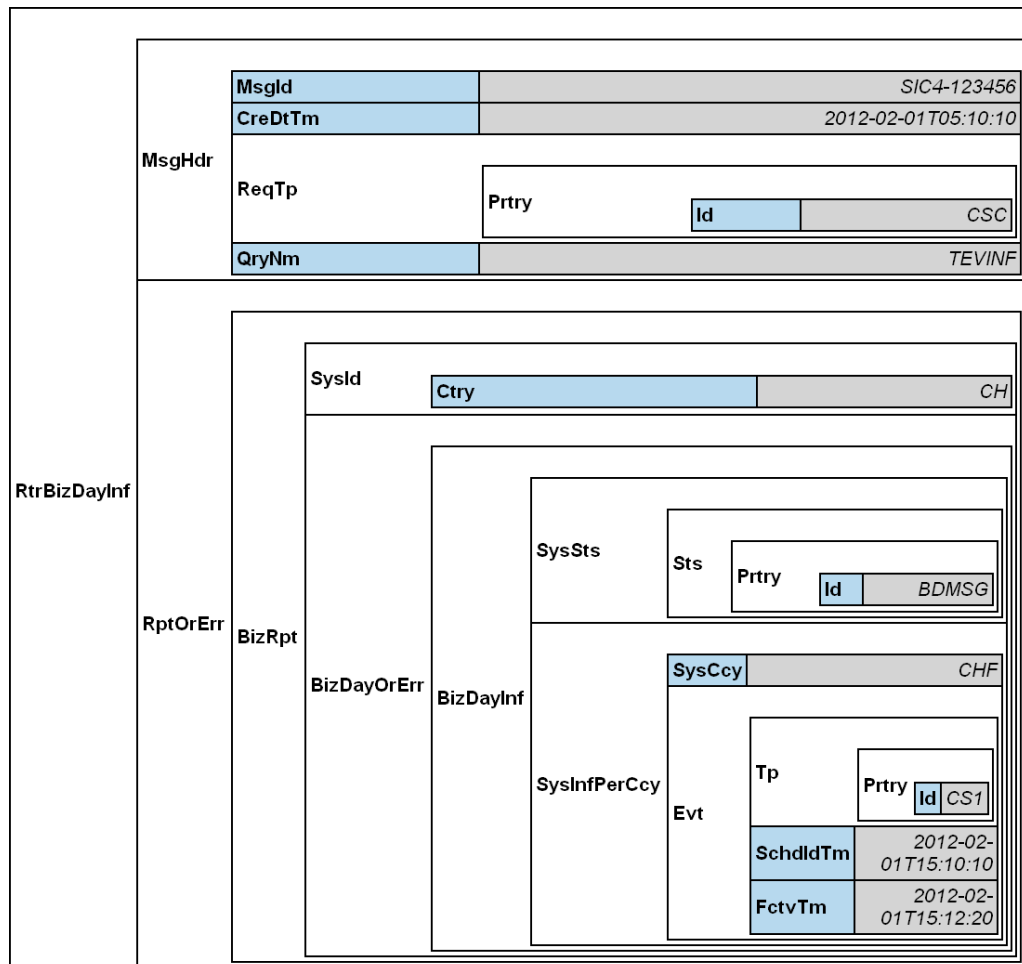 MsgId SIC4-123456
CreDtTm 2012-02-01T05:10:10
MsgHdr
ReqTp
Prtry
Id CSC
QryNm TEVINF
SysId
Ctry CH
RtrBizDayInf
SysSts
Sts
Prtry
Id BDMSG
RptOrErr
BizRpt
BizDayOrErr
BizDayInf
SysCcy CHF
SysInfPerCcy
Tp
Prtry
Id CS1
Evt
SchdldTm 2012-02-
01T15:10:10
FctvTm 2012-02-
01T15:12:20